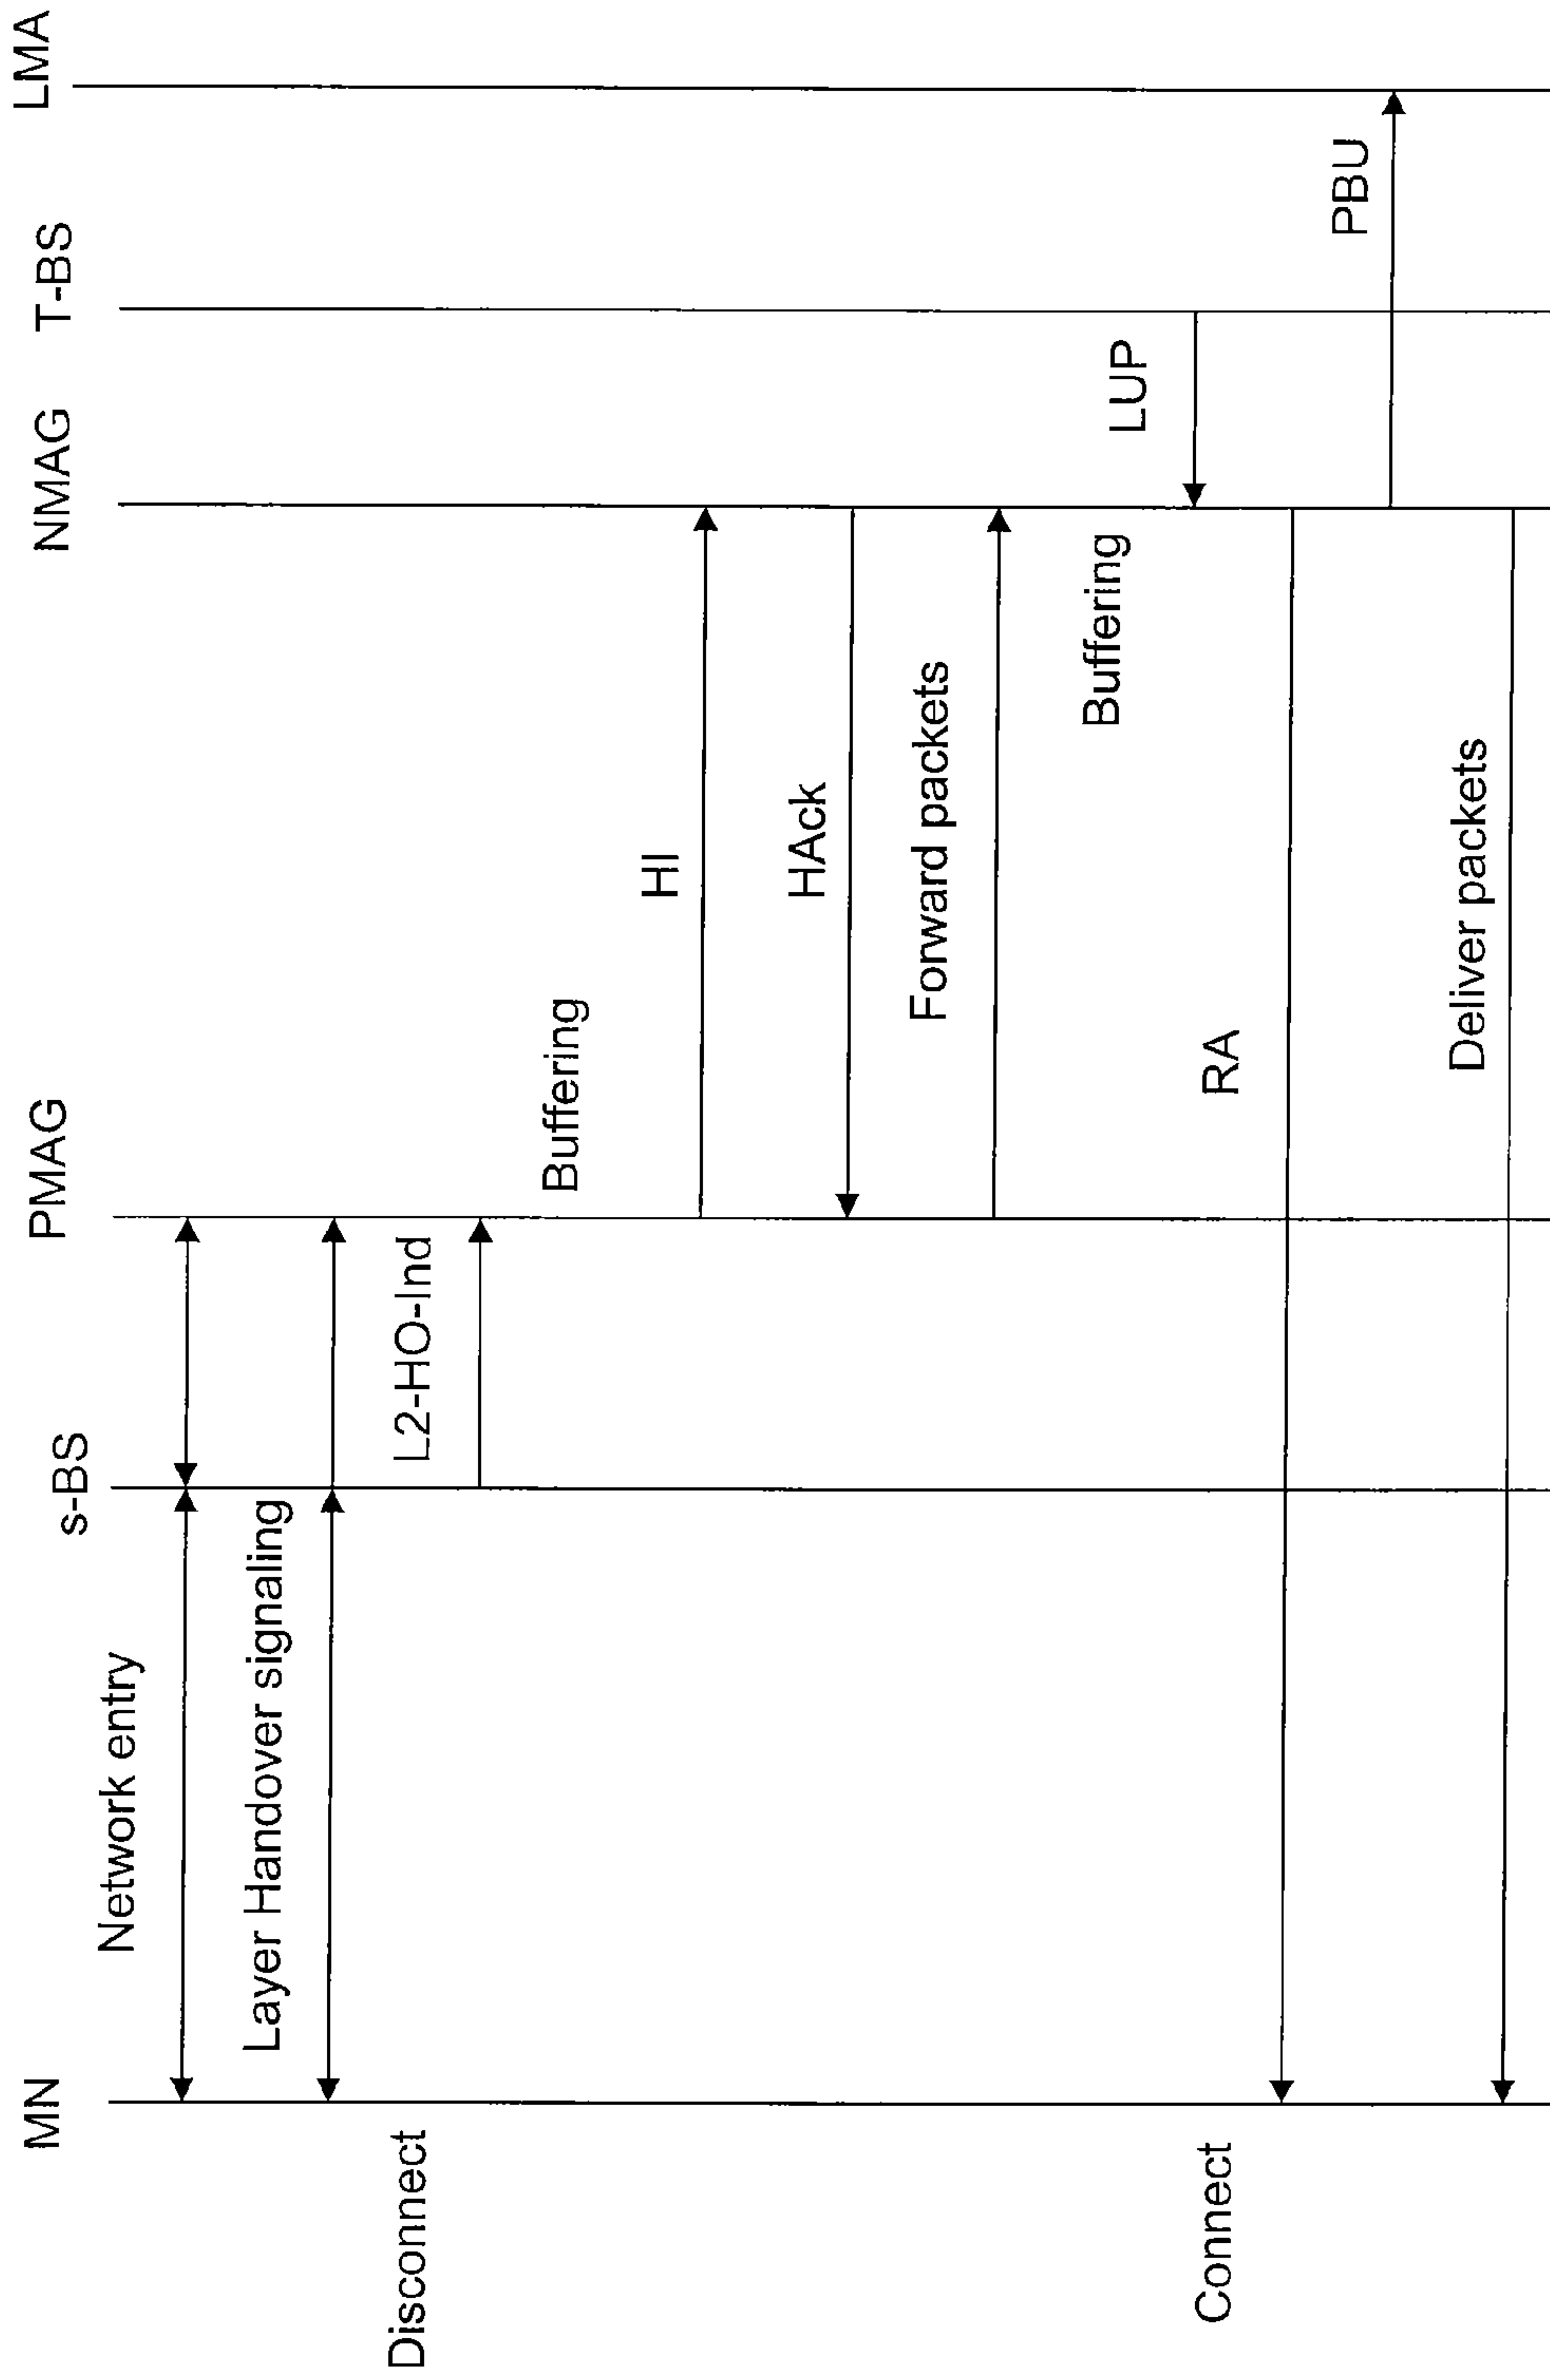 MN
s-BS
PMAG
NMAG
T-BS
LMA
Network entry
Layer Handover signaling
Disconnect
L2-HO-Ind
Buffering
HI
HAck
Forward packets
Buffering
LUP
Connect
RA
PBU
Deliver packets